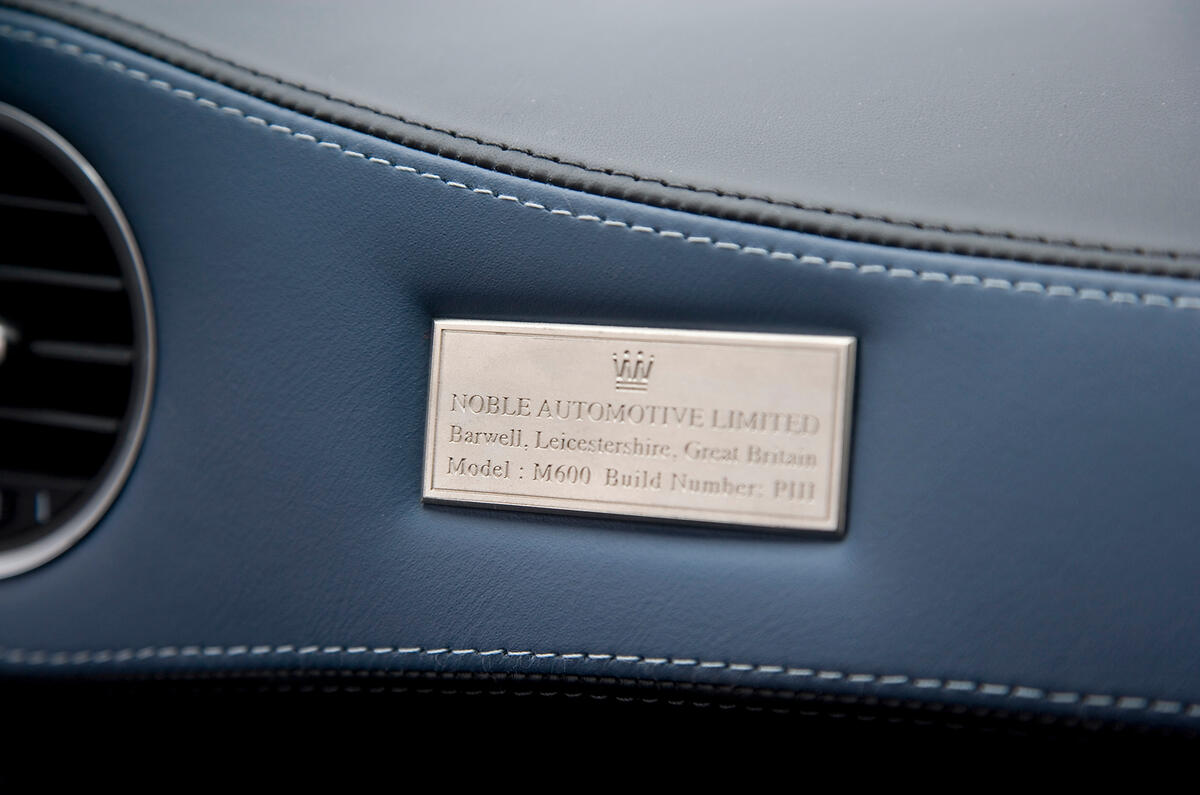 NOBLE AUTOMOTIVE LIMITED
Barwell, Leicestershire, Great Britain
Model : M600 Build Number: PIII